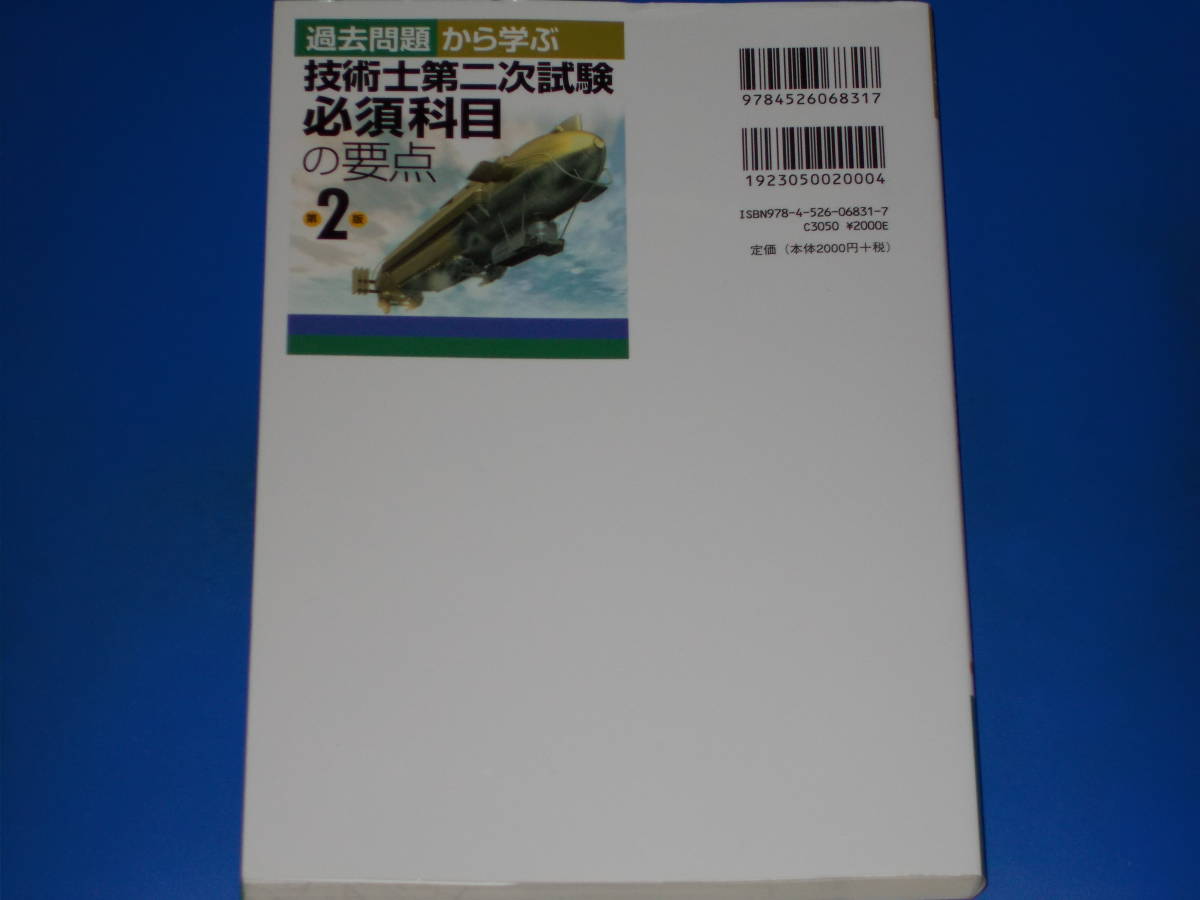 過去問題 から学ぶ
技術士第二次試験
必須科目
の要点
第2版
9784526068317
1923050020004
ISBN978-4-526-06831-7
C3050 ¥2000E
定価（本体2000円＋税）